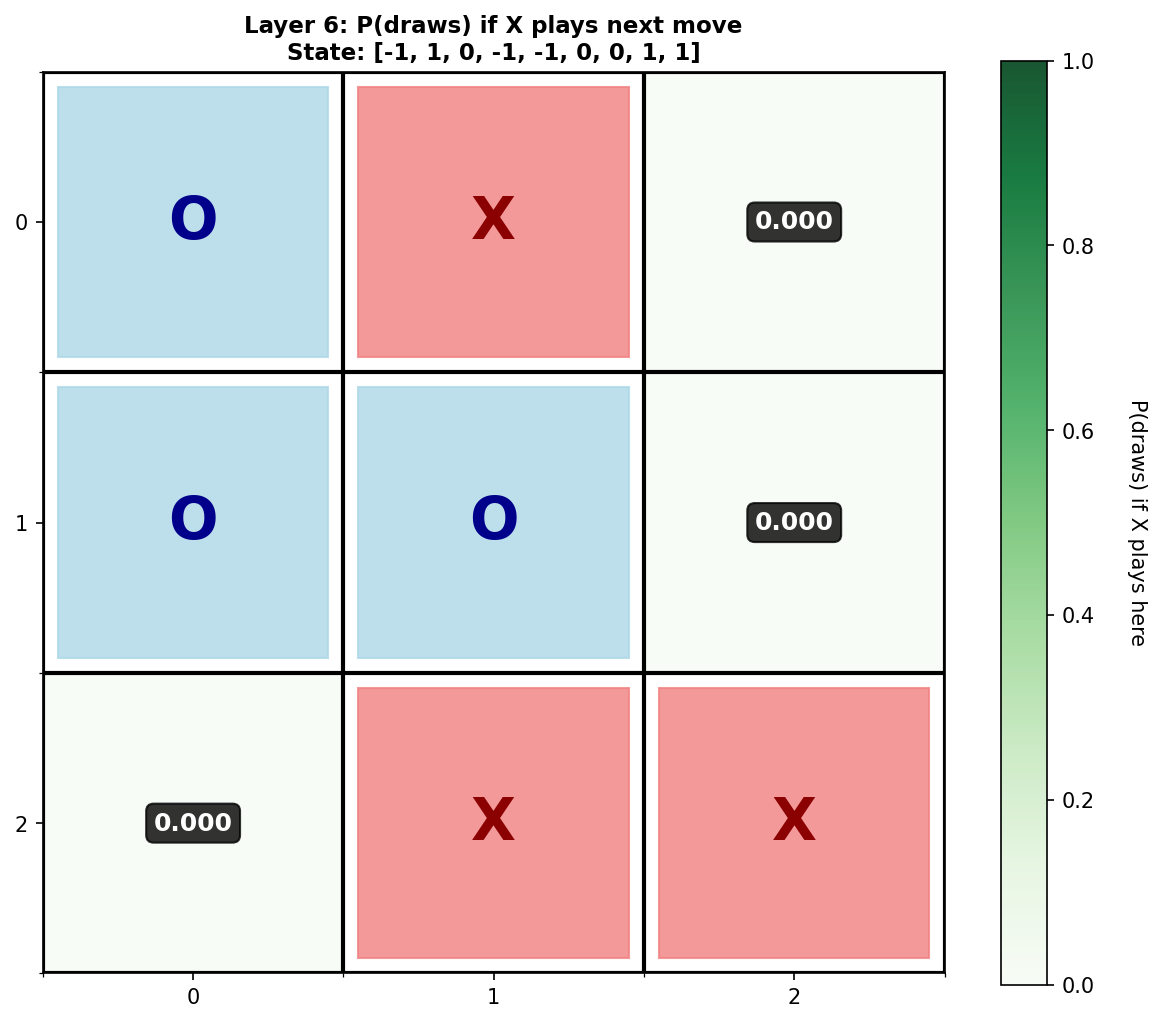 Layer 6: P(draws) if X plays next move
State: [-1, 1, 0, -1, -1, 0, 0, 1, 1]
0
O
X
0.000
1
O
O
0.000
2
0.000
X
X
0
1
2
1.0
0.8
0.6
0.4
0.2
0.0
P(draws) if X plays here